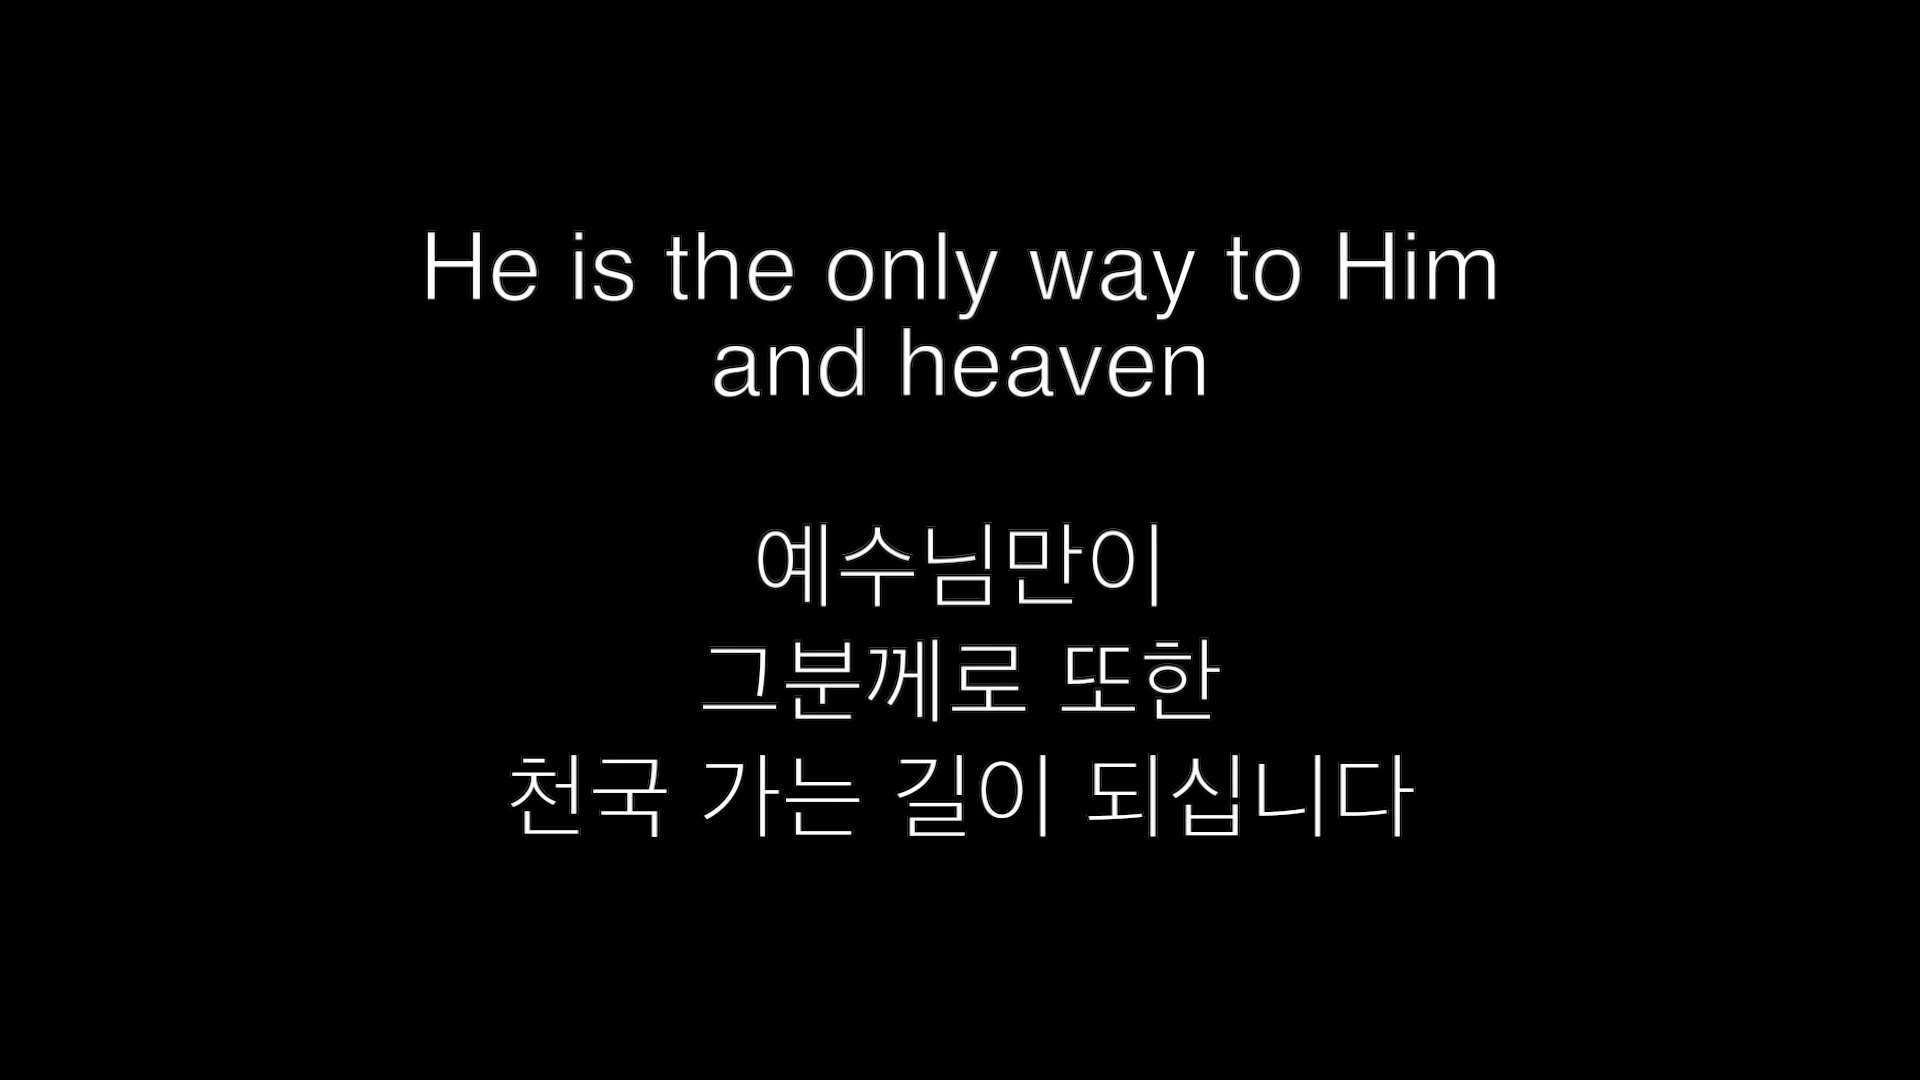 He is the only way to Him
and heaven
예수님만이
그분께로 또한
천국 가는 길이 되십니다